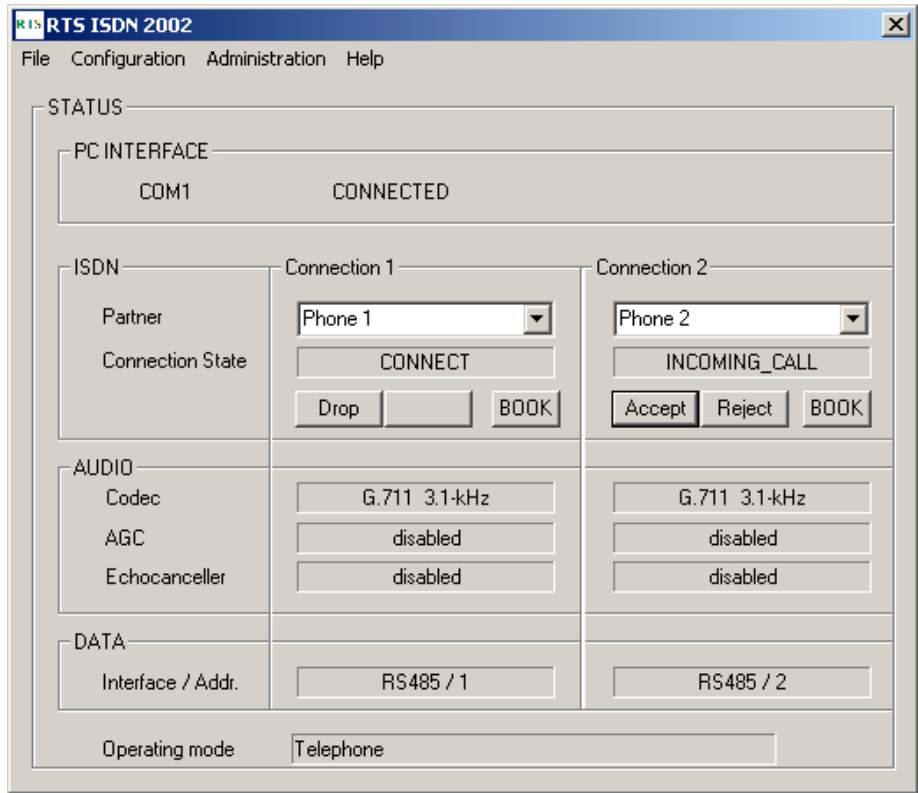 RTS RTS ISDN 2002
File Configuration Administration Help
STATUS
PC INTERFACE
COM1 CONNECTED
ISDN Connection 1 Connection 2
Partner Phone 1 Phone 2
Connection State CONNECT INCOMING_CALL
Drop BOOK Accept Reject BOOK
AUDIO
Codec G.711 3.1-kHz G.711 3.1-kHz
AGC disabled disabled
Echocanceller disabled disabled
DATA
Interface / Addr. RS485 / 1 RS485 / 2
Operating mode Telephone